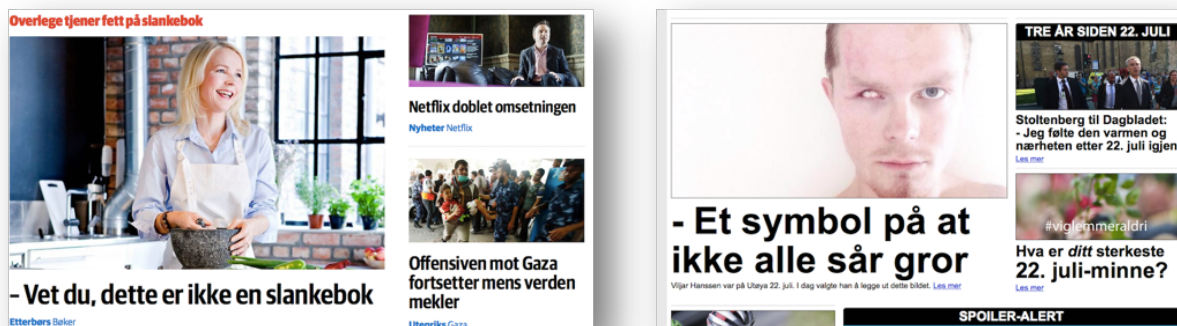 Overlege tjener fett på slankebok
– Vet du, dette er ikke en slankebok
Etterbørs Bøker
Netflix doblet omsetningen
Nyheter Netflix
Offensiven mot Gaza
fortsetter mens verden
mekler
Utenriks Gaza
- Et symbol på at
ikke alle sår gror
Viljar Hanssen var på Utøya 22. juli. I dag valgte han å legge ut dette bildet. Les mer
TRE ÅR SIDEN 22. JULI
Stoltenberg til Dagbladet:
- Jeg følte den varmen og
nærheten etter 22. juli igjen
Les mer
#viglemmeraldri
Hva er ditt sterkeste
22. juli-minne?
SPOILER-ALERT